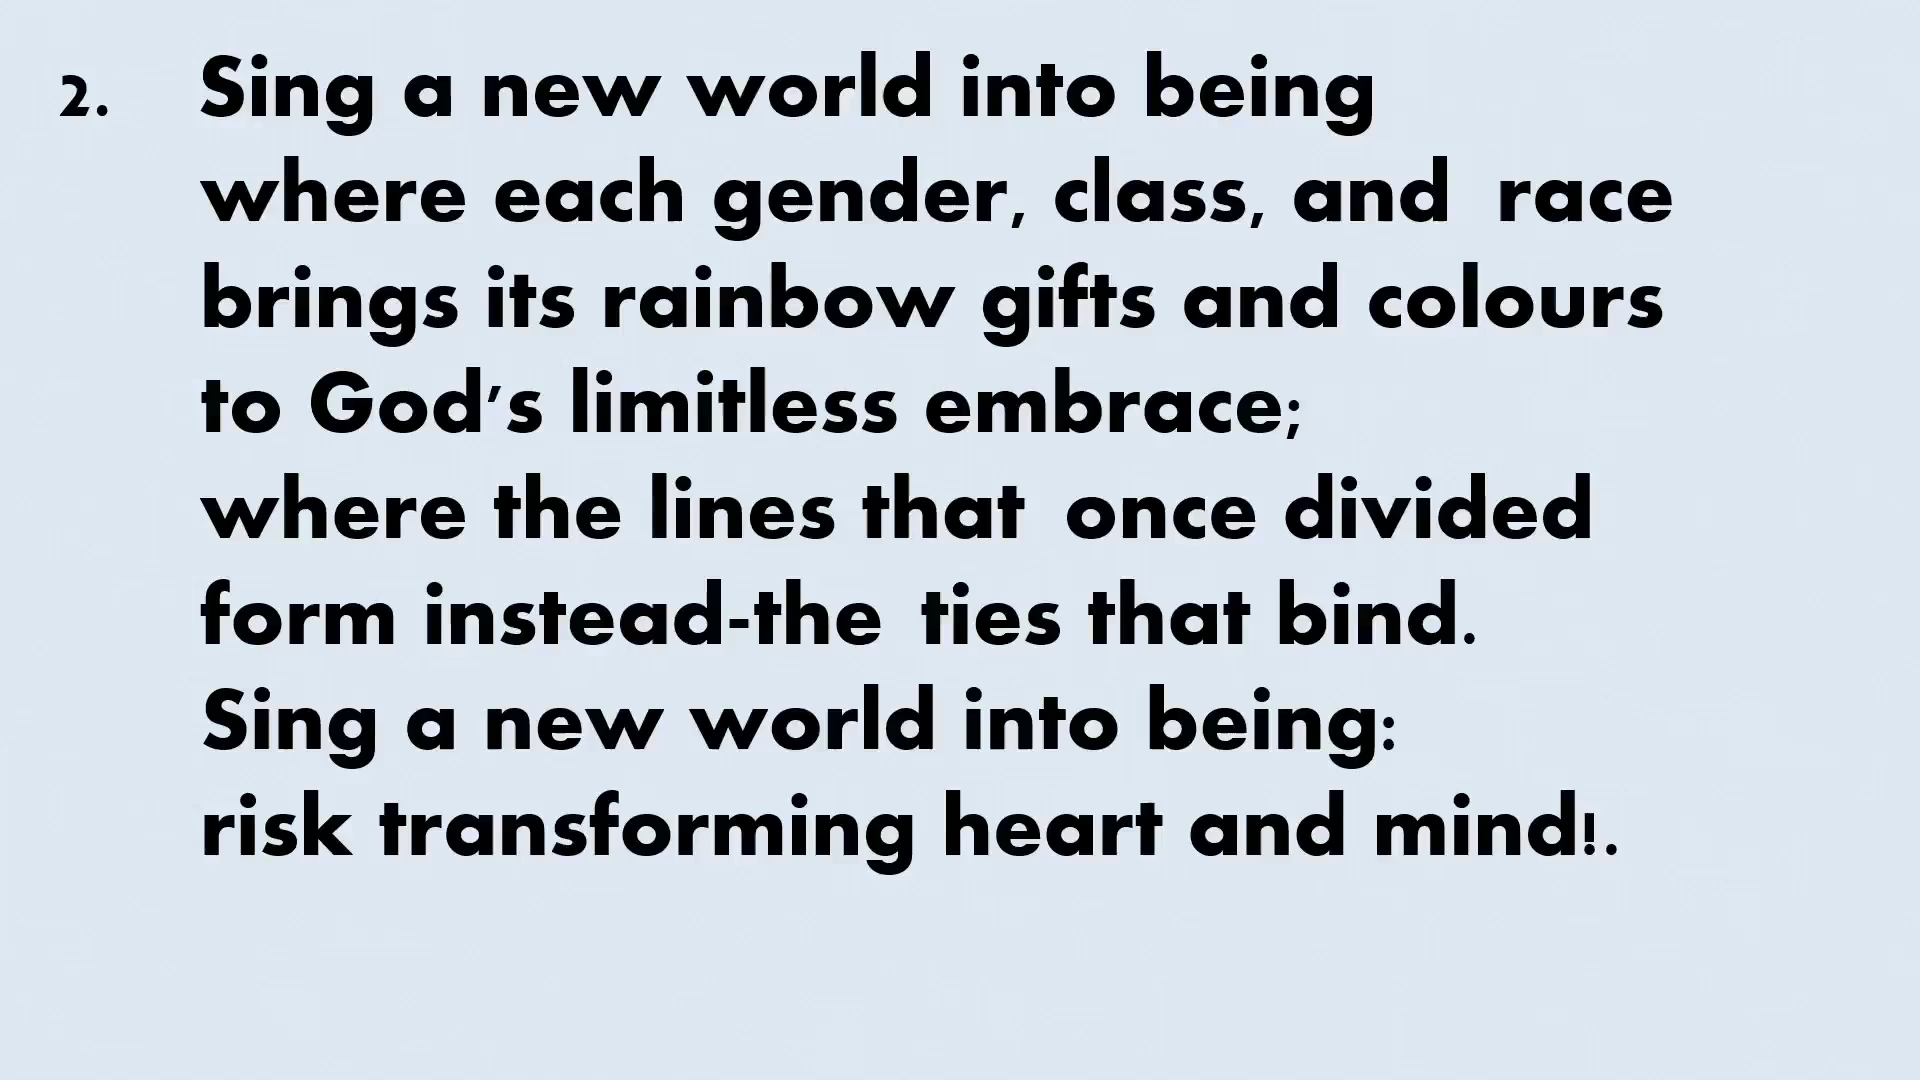 2. Sing a new world into being
where each gender, class, and race
brings its rainbow gifts and colours
to God's limitless embrace;
where the lines that once divided
form instead-the ties that bind.
Sing a new world into being:
risk transforming heart and mind!.